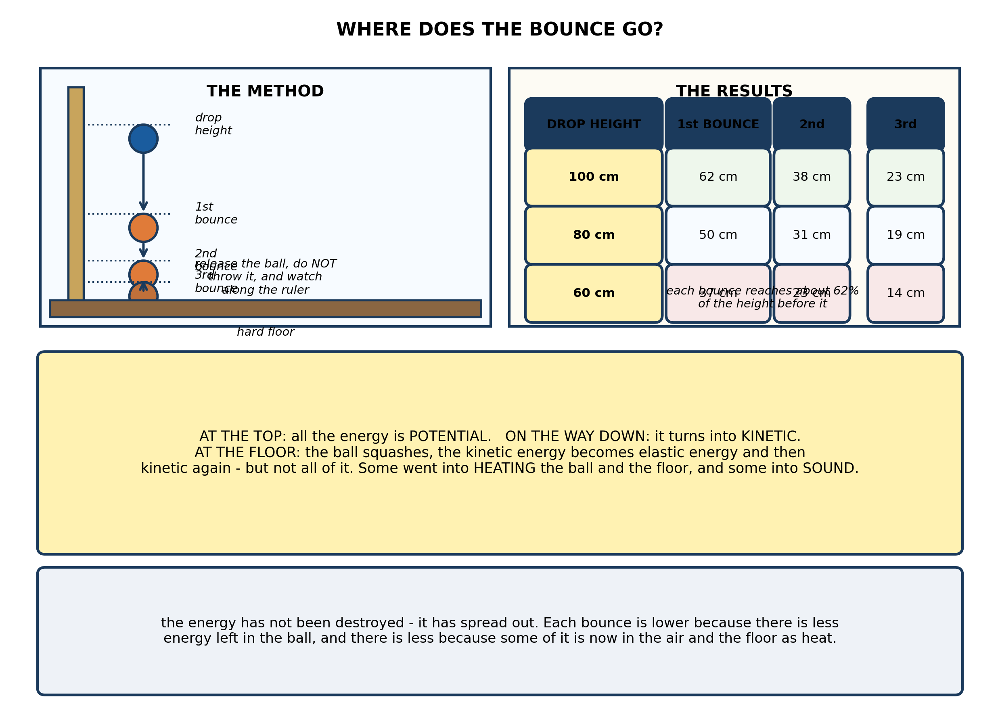 WHERE DOES THE BOUNCE GO?
THE METHOD
drop
height
1st
bounce
2nd
bounce
3rd
bounce
release the ball, do NOT
throw it, and watch
along the ruler
hard floor
THE RESULTS
DROP HEIGHT 1st BOUNCE 2nd 3rd
100 cm 62 cm 38 cm 23 cm
80 cm 50 cm 31 cm 19 cm
60 cm 37 cm 23 cm 14 cm
each bounce reaches about 62%
of the height before it
AT THE TOP: all the energy is POTENTIAL. ON THE WAY DOWN: it turns into KINETIC.
AT THE FLOOR: the ball squashes, the kinetic energy becomes elastic energy and then
kinetic again - but not all of it. Some went into HEATING the ball and the floor, and some into SOUND.
the energy has not been destroyed - it has spread out. Each bounce is lower because there is less
energy left in the ball, and there is less because some of it is now in the air and the floor as heat.